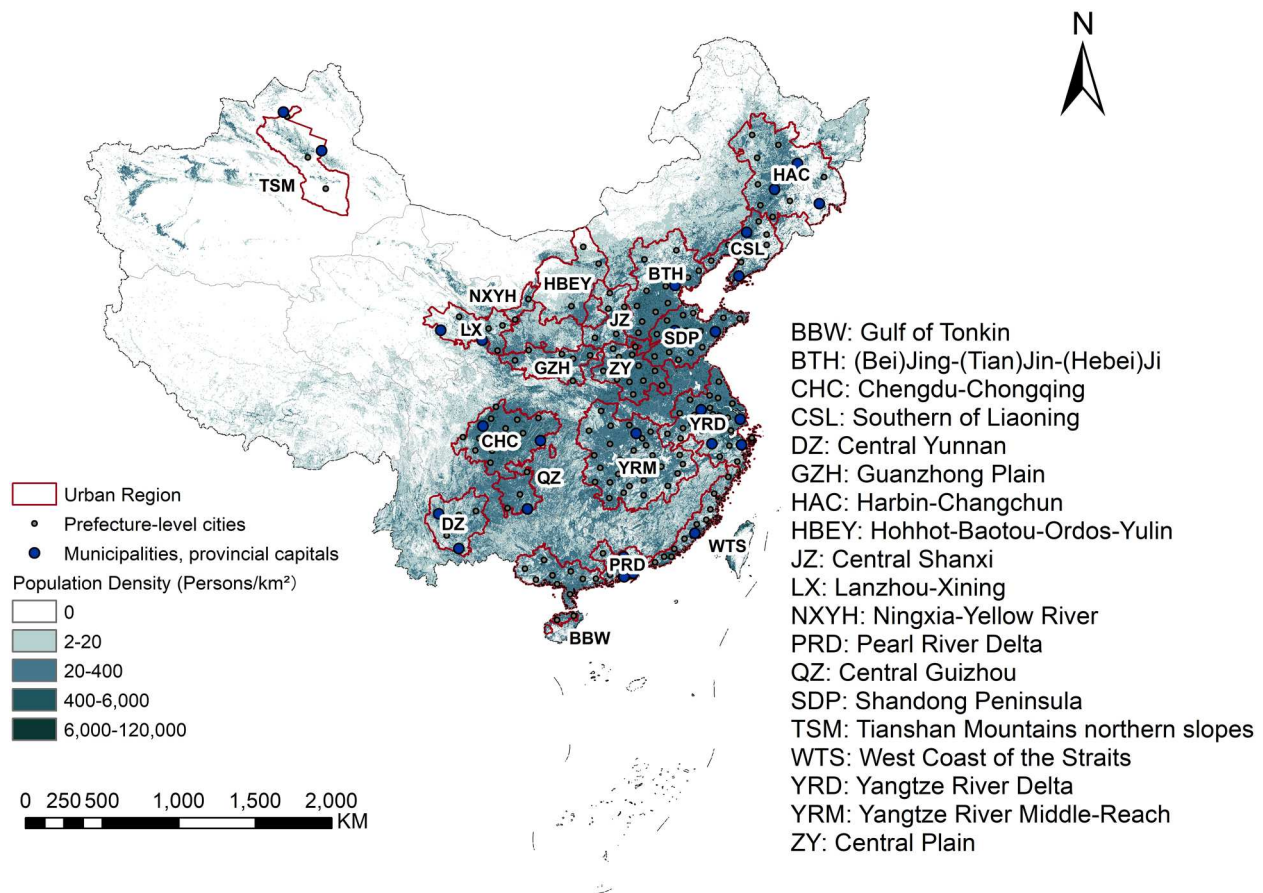 N
TSM
HAC
CSL
BTH
HBEY
NXYH
JZ
LX
SDP
GZH
ZY
YRD
CHC
YRM
QZ
DZ
WTS
PRD
BBW
Urban Region
Prefecture-level cities
Municipalities, provincial capitals
Population Density (Persons/km²)
0
2-20
20-400
400-6,000
6,000-120,000
0 250 500 1,000 1,500 2,000
KM
BBW: Gulf of Tonkin
BTH: (Bei)Jing-(Tian)Jin-(Hebei)Ji
CHC: Chengdu-Chongqing
CSL: Southern of Liaoning
DZ: Central Yunnan
GZH: Guanzhong Plain
HAC: Harbin-Changchun
HBEY: Hohhot-Baotou-Ordos-Yulin
JZ: Central Shanxi
LX: Lanzhou-Xining
NXYH: Ningxia-Yellow River
PRD: Pearl River Delta
QZ: Central Guizhou
SDP: Shandong Peninsula
TSM: Tianshan Mountains northern slopes
WTS: West Coast of the Straits
YRD: Yangtze River Delta
YRM: Yangtze River Middle-Reach
ZY: Central Plain